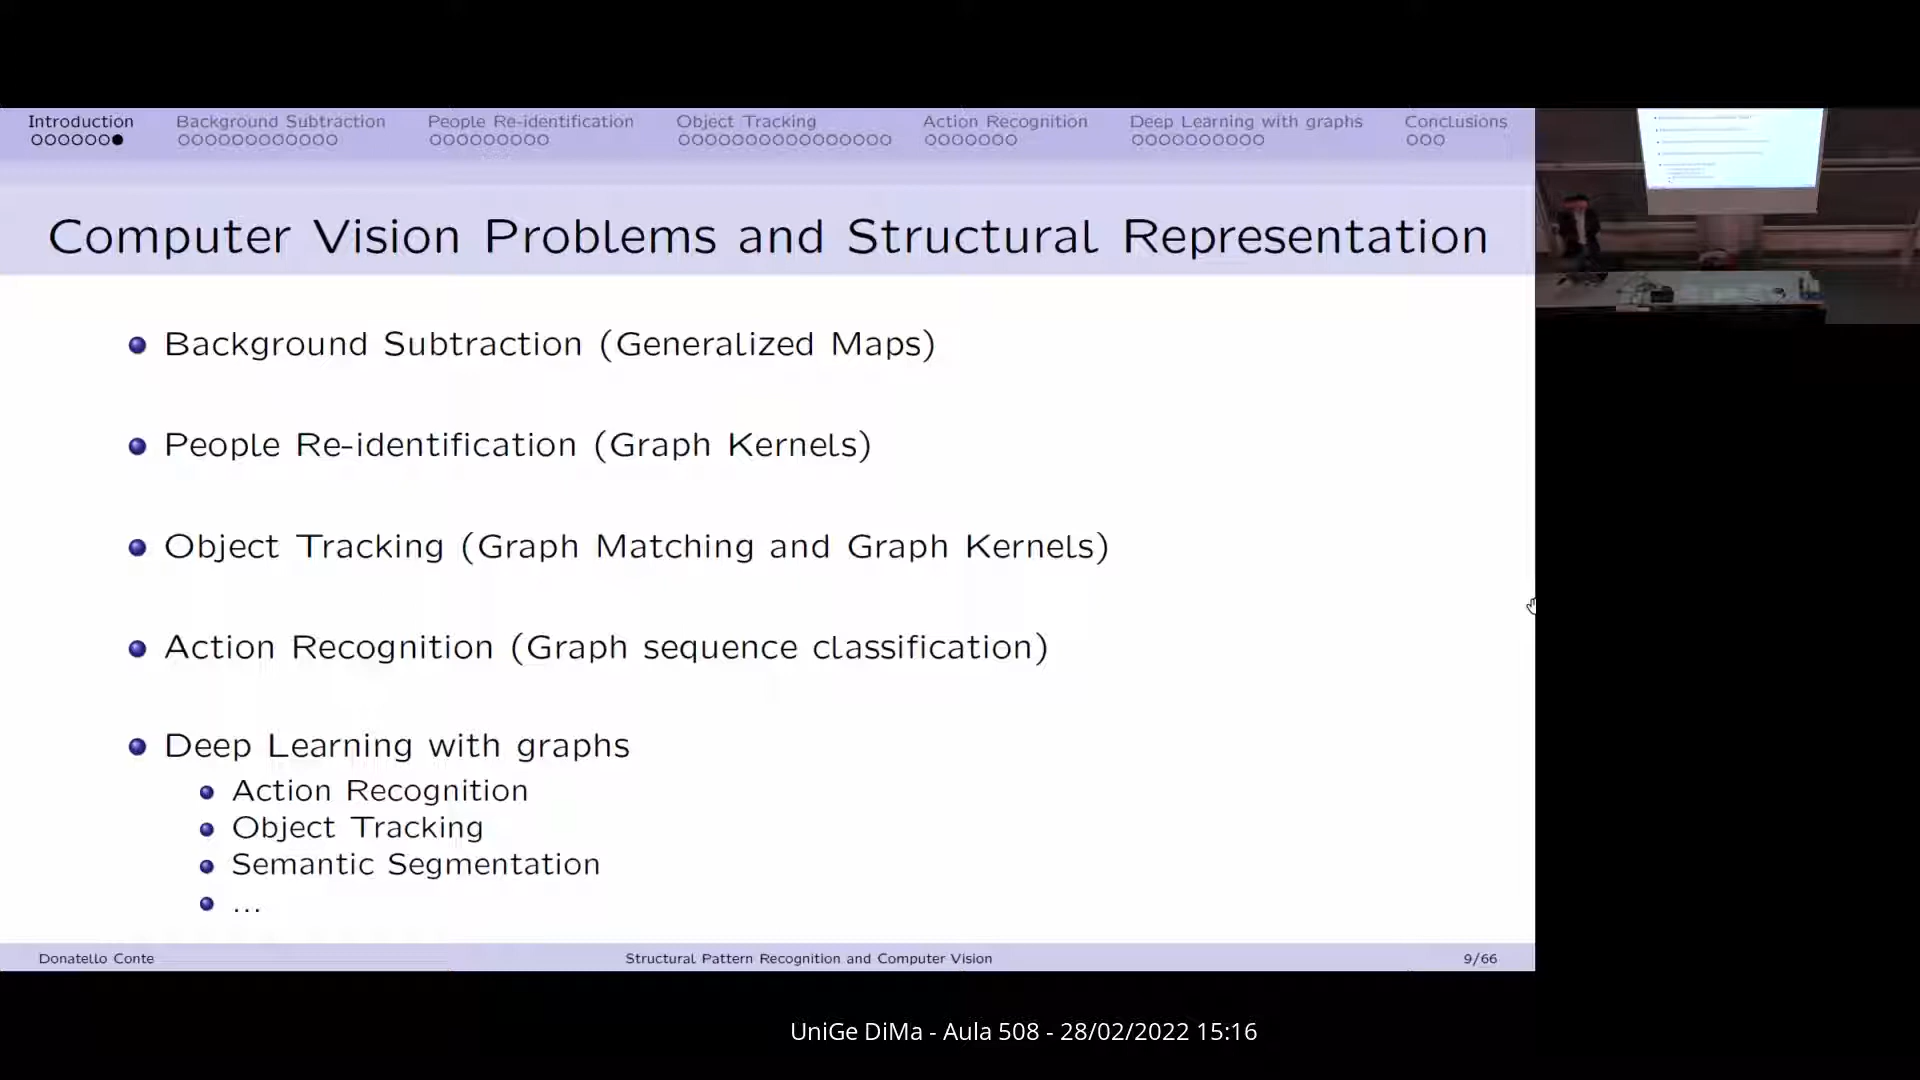 Introduction
Background Subtraction
People Re-identification
Object Tracking
Action Recognition
Deep Learning with graphs
Conclusions
Computer Vision Problems and Structural Representation
Background Subtraction (Generalized Maps)
People Re-identification (Graph Kernels)
Object Tracking (Graph Matching and Graph Kernels)
Action Recognition (Graph sequence classification)
Deep Learning with graphs
Action Recognition
Object Tracking
Semantic Segmentation
...
Donatello Conte
Structural Pattern Recognition and Computer Vision
9/66
UniGe DiMa - Aula 508 - 28/02/2022 15:16